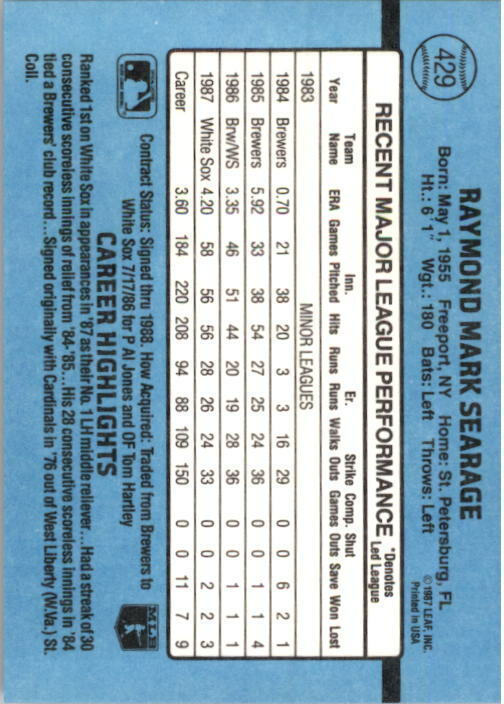 429
RAYMOND MARK SEARAGE
Born: May 1, 1955 Freeport, NY Home: St. Petersburg, FL
Ht.: 6' 1" Wgt.: 180 Bats: Left Throws: Left
© 1987 LEAF, INC.
Printed in USA
RECENT MAJOR LEAGUE PERFORMANCE
*Denotes
Led League
Team Inn. Er. Strike Comp. Shut
Year Name ERA Games Pitched Hits Runs Runs Walks Outs Games Outs Save Won Lost
1983 MINOR LEAGUES
1984 Brewers 0.70 21 38 20 3 3 16 29 0 0 6 2 1
1985 Brewers 5.92 33 38 54 27 25 24 36 0 0 1 1 4
1986 Brw/WS 3.35 46 51 44 20 19 28 36 0 0 1 1 1
1987 White Sox 4.20 58 56 56 28 26 24 33 0 0 2 2 3
Career 3.60 184 220 208 94 88 109 150 0 0 11 7 9
Contract Status: Signed thru 1998. How Acquired: Traded from Brewers to
White Sox 7/17/86 for P Al Jones and OF Tom Hartley
MLB
CAREER HIGHLIGHTS
Ranked 1st on White Sox in appearances in '87 as their No. 1 LH middle reliever...Had a streak of 30
consecutive scoreless innings of relief from '84-'85...His 28 consecutive scoreless innings in '84
tied a Brewers' club record...Signed originally with Cardinals in '76 out of West Liberty (W.Va.) St.
Coll.